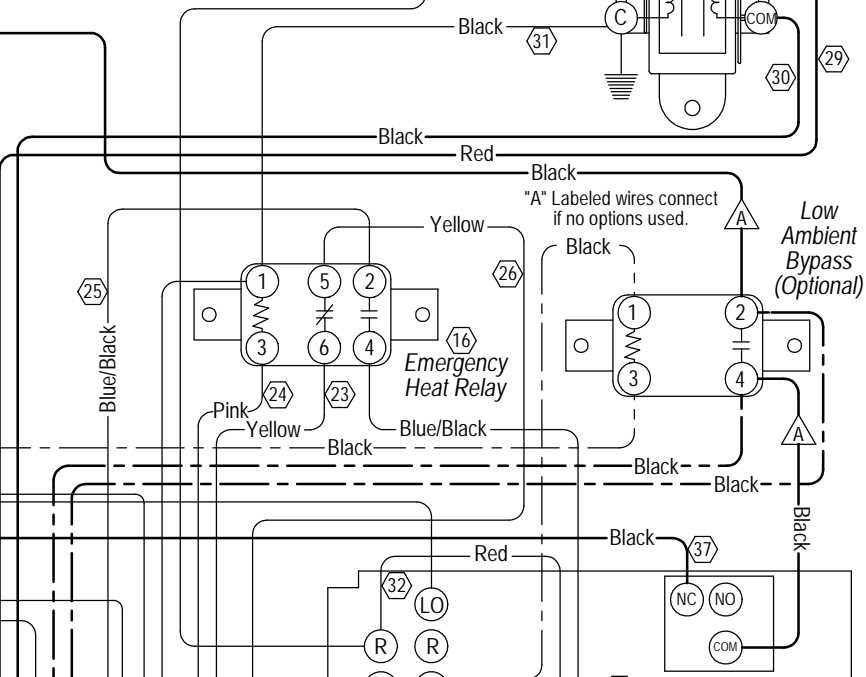 C
COM
Black
31
29
30
Black
Red
Black
"A" Labeled wires connect
if no options used.
A
Low
Ambient
Bypass
(Optional)
Yellow
Black
26
25
1
5
2
3
6
4
16
Emergency
Heat Relay
1
2
3
4
Blue/Black
24
23
Pink
Yellow
Blue/Black
Black
A
Black
Black
Black
Black
37
Red
32
LO
NC
NO
R
R
COM